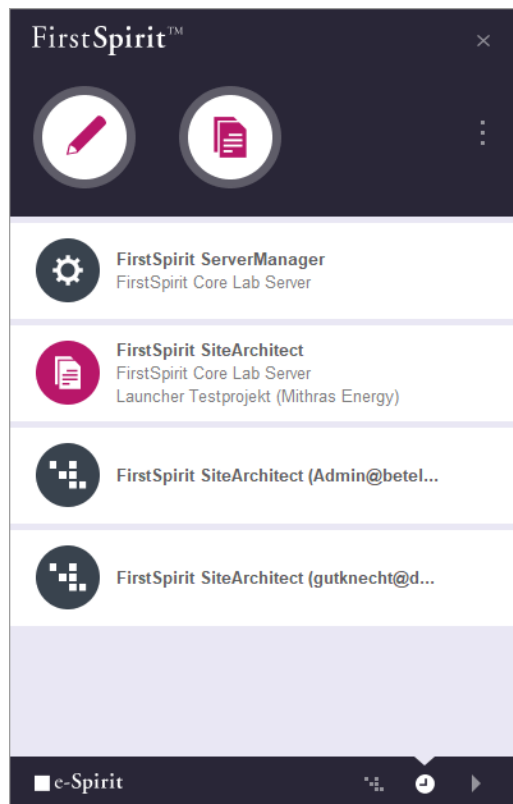 FirstSpirit™
FirstSpirit ServerManager
FirstSpirit Core Lab Server
FirstSpirit SiteArchitect
FirstSpirit Core Lab Server
Launcher Testprojekt (Mithras Energy)
FirstSpirit SiteArchitect (Admin@betel...
FirstSpirit SiteArchitect (gutknecht@d...
e-Spirit